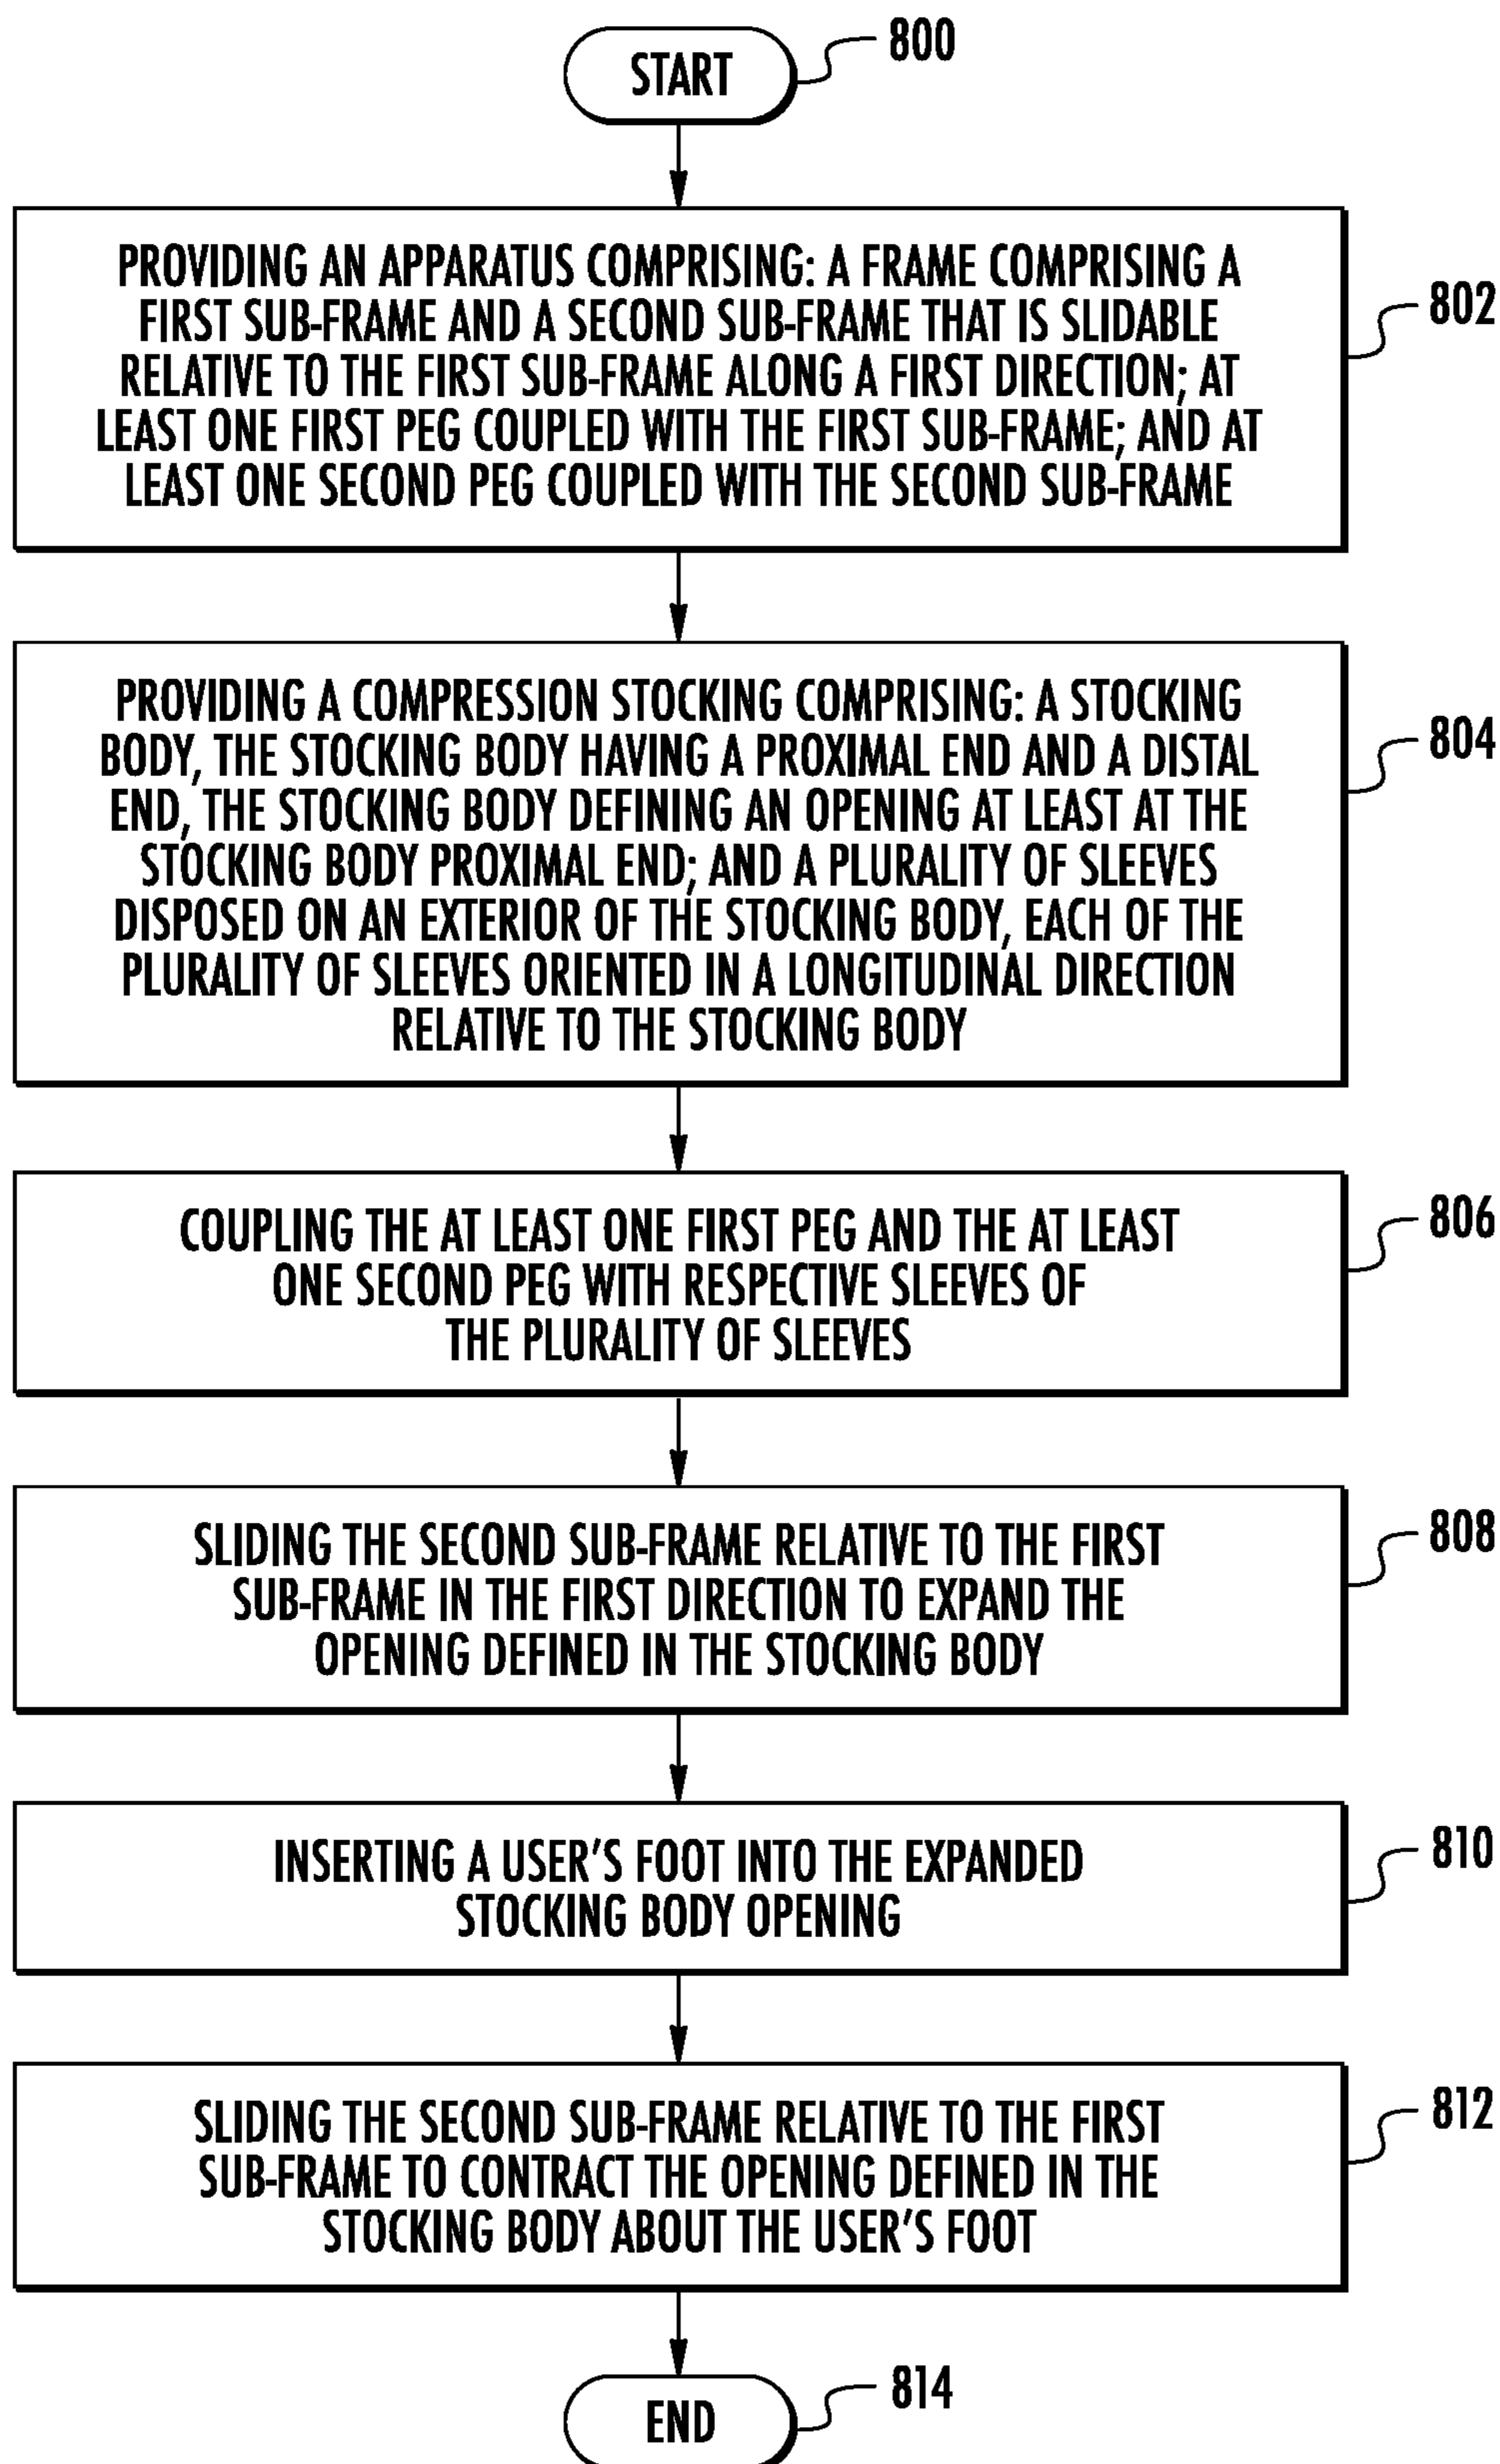 START
800
PROVIDING AN APPARATUS COMPRISING: A FRAME COMPRISING A
FIRST SUB-FRAME AND A SECOND SUB-FRAME THAT IS SLIDABLE
RELATIVE TO THE FIRST SUB-FRAME ALONG A FIRST DIRECTION; AT
LEAST ONE FIRST PEG COUPLED WITH THE FIRST SUB-FRAME; AND AT
LEAST ONE SECOND PEG COUPLED WITH THE SECOND SUB-FRAME
802
PROVIDING A COMPRESSION STOCKING COMPRISING: A STOCKING
BODY, THE STOCKING BODY HAVING A PROXIMAL END AND A DISTAL
END, THE STOCKING BODY DEFINING AN OPENING AT LEAST AT THE
STOCKING BODY PROXIMAL END; AND A PLURALITY OF SLEEVES
DISPOSED ON AN EXTERIOR OF THE STOCKING BODY, EACH OF THE
PLURALITY OF SLEEVES ORIENTED IN A LONGITUDINAL DIRECTION
RELATIVE TO THE STOCKING BODY
804
COUPLING THE AT LEAST ONE FIRST PEG AND THE AT LEAST
ONE SECOND PEG WITH RESPECTIVE SLEEVES OF
THE PLURALITY OF SLEEVES
806
SLIDING THE SECOND SUB-FRAME RELATIVE TO THE FIRST
SUB-FRAME IN THE FIRST DIRECTION TO EXPAND THE
OPENING DEFINED IN THE STOCKING BODY
808
INSERTING A USER'S FOOT INTO THE EXPANDED
STOCKING BODY OPENING
810
SLIDING THE SECOND SUB-FRAME RELATIVE TO THE FIRST
SUB-FRAME TO CONTRACT THE OPENING DEFINED IN THE
STOCKING BODY ABOUT THE USER'S FOOT
812
END
814